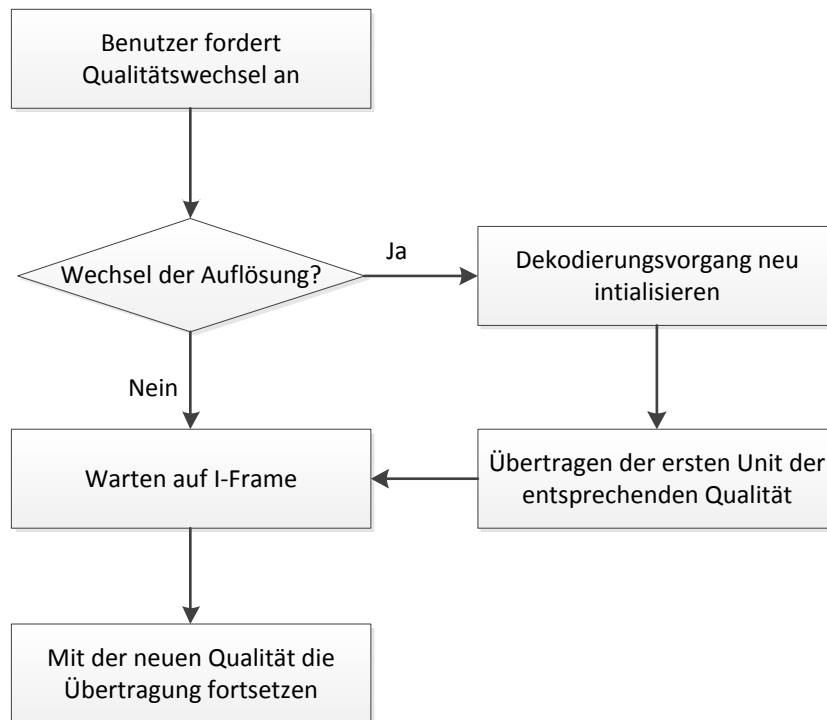 Benutzer fordert
Qualitätswechsel an
Wechsel der Auflösung?
Ja
Dekodierungsvorgang neu
intialisieren
Nein
Warten auf I-Frame
Übertragen der ersten Unit der
entsprechenden Qualität
Mit der neuen Qualität die
Übertragung fortsetzen